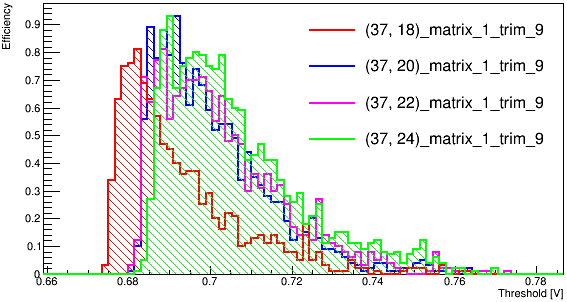 Efficiency
0.9
0.8
0.7
0.6
0.5
0.4
0.3
0.2
0.1
0
(37, 18)_matrix_1_trim_9
(37, 20)_matrix_1_trim_9
(37, 22)_matrix_1_trim_9
(37, 24)_matrix_1_trim_9
0.66 0.68 0.7 0.72 0.74 0.76 0.78
Threshold [V]